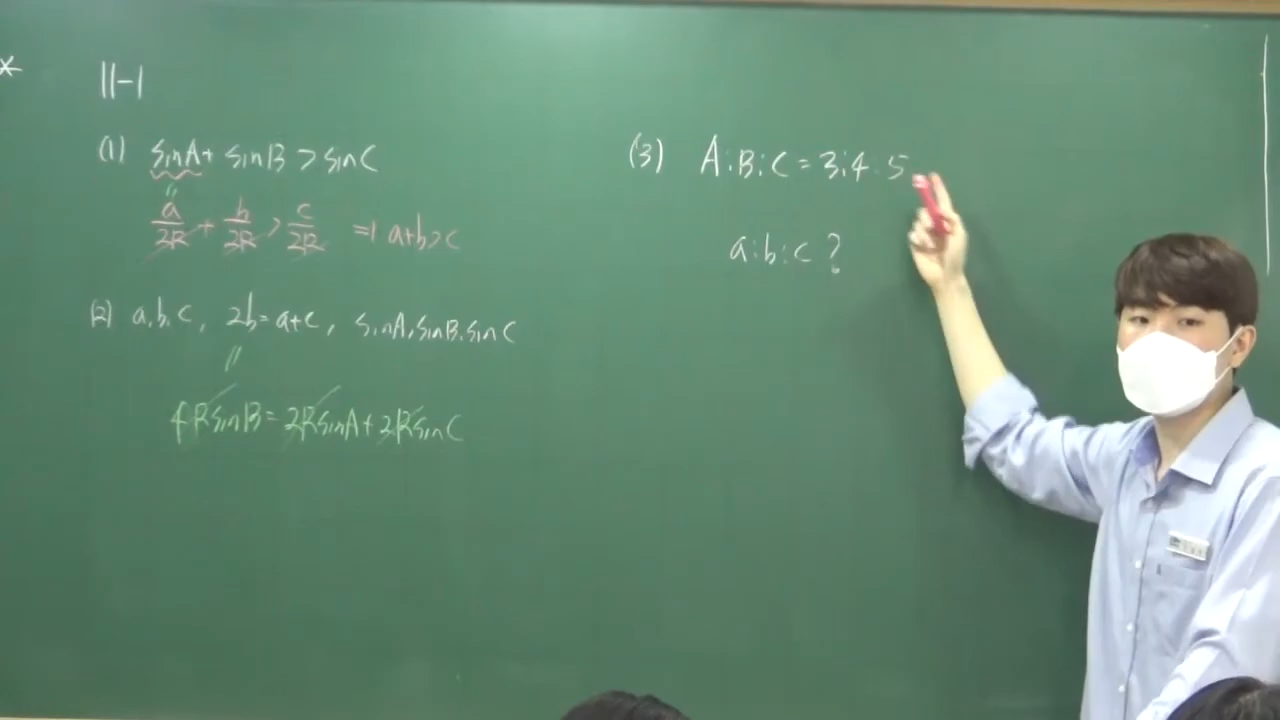 *
11-1
(1) sinA + sinB > sinC
"
a/2R + b/2R > c/2R ⇒ a+b>c
(2) a, b, c, 2b = a+c, sinA, sinB, sinC
"
4RsinB = 2RsinA + 2RsinC
(3) A:B:C = 3:4:5
a:b:c ?